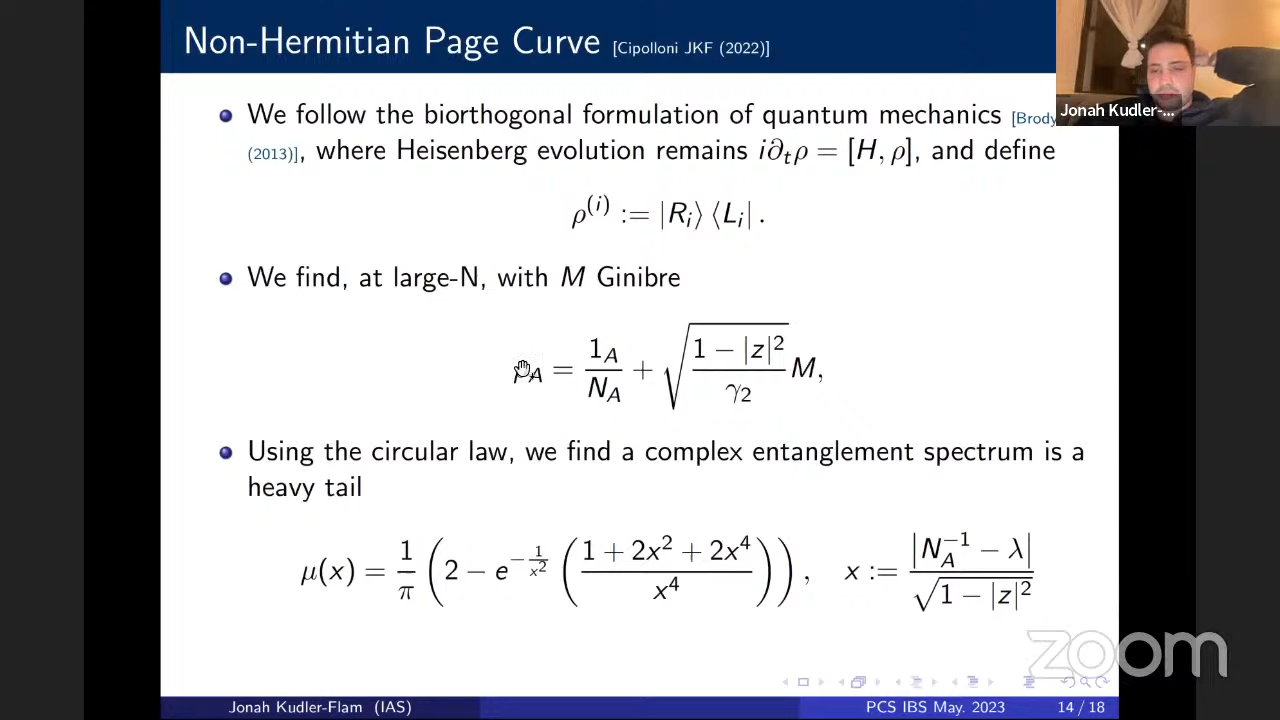 Non-Hermitian Page Curve [Cipolloni JKF (2022)]
Jonah Kudler-...
We follow the biorthogonal formulation of quantum mechanics [Brody
(2013)], where Heisenberg evolution remains i∂_tρ = [H, ρ], and define
ρ^(i) := |R_i⟩ ⟨L_i| .
We find, at large-N, with M Ginibre
ρ_A = 1_A/N_A + √((1 − |z|²)/γ₂) M,
Using the circular law, we find a complex entanglement spectrum is a
heavy tail
μ(x) = 1/π (2 − e^{−1/x²} ((1 + 2x² + 2x⁴)/x⁴)) , x := |N_A^{−1} − λ|/√(1 − |z|²)
zoom
Jonah Kudler-Flam (IAS) PCS IBS May. 2023 14 / 18